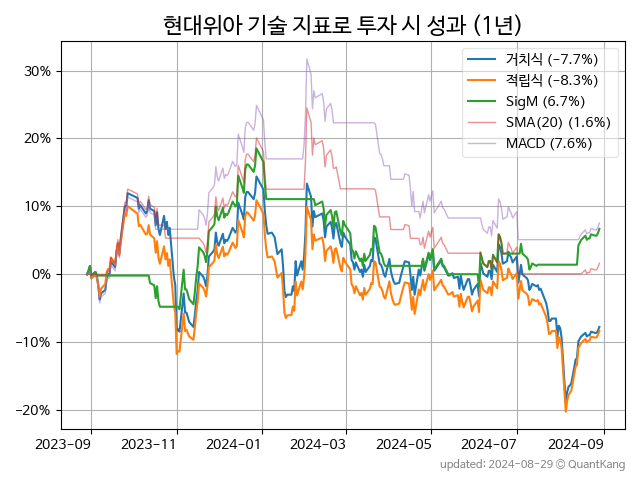 현대위아 기술 지표로 투자 시 성과 (1년)
거치식 (−7.7%)
적립식 (−8.3%)
SigM (6.7%)
SMA(20) (1.6%)
MACD (7.6%)
30%
20%
10%
0%
−10%
−20%
2023-09 2023-11 2024-01 2024-03 2024-05 2024-07 2024-09
updated: 2024-08-29 © QuantKang